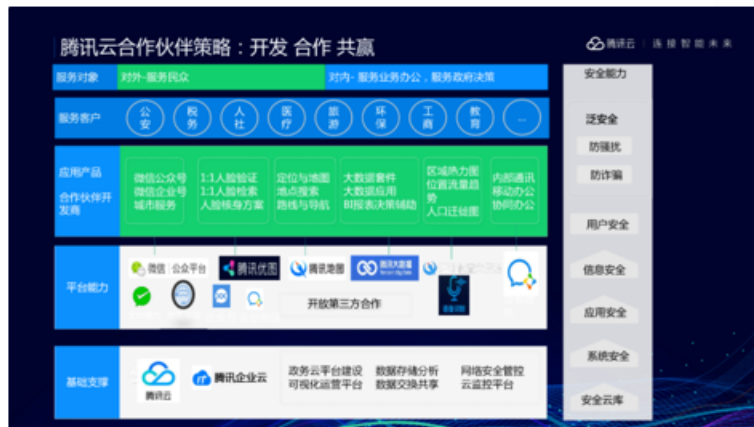 腾讯云合作伙伴策略：开发 合作 共赢
腾讯云 | 连接智能未来
服务对象
对外-服务民众
对内- 服务业务办公，服务政府决策
服务客户
公安
税务
人社
医疗
旅游
环保
工商
教育
...
应用产品
合作伙伴开发商
微信公众号
微信企业号
城市服务
1:1人脸验证
1:1人脸检索
人脸核身方案
定位与地图
地点搜索
路线与导航
大数据套件
大数据应用
BI报表决策辅助
区域热力图
位置流量趋势
人口迁徙图
内部通讯
移动办公
协同办公
平台能力
微信 | 公众平台
腾讯优图
腾讯地图
腾讯大数据
开放第三方合作
基础支撑
腾讯云
腾讯企业云
政务云平台建设
可视化运营平台
数据存储分析
数据交换共享
网络安全管控
云监控平台
安全能力
泛安全
防骚扰
防诈骗
用户安全
信息安全
应用安全
系统安全
安全云库